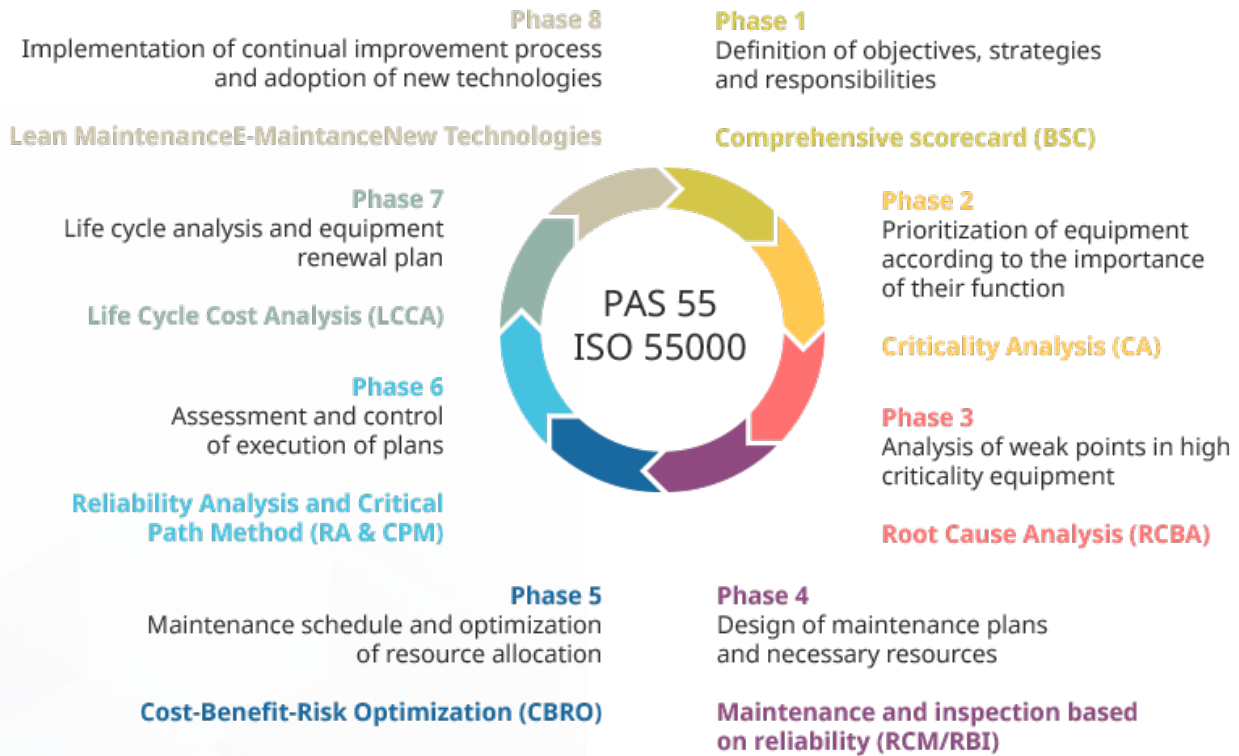 Phase 1
Definition of objectives, strategies
and responsibilities
Comprehensive scorecard (BSC)
Phase 2
Prioritization of equipment
according to the importance
of their function
Criticality Analysis (CA)
Phase 3
Analysis of weak points in high
criticality equipment
Root Cause Analysis (RCBA)
Phase 4
Design of maintenance plans
and necessary resources
Maintenance and inspection based
on reliability (RCM/RBI)
Phase 5
Maintenance schedule and optimization
of resource allocation
Cost-Benefit-Risk Optimization (CBRO)
Phase 6
Assessment and control
of execution of plans
Reliability Analysis and Critical
Path Method (RA & CPM)
Phase 7
Life cycle analysis and equipment
renewal plan
Life Cycle Cost Analysis (LCCA)
Phase 8
Implementation of continual improvement process
and adoption of new technologies
Lean MaintenanceE-MaintanceNew Technologies
PAS 55
ISO 55000